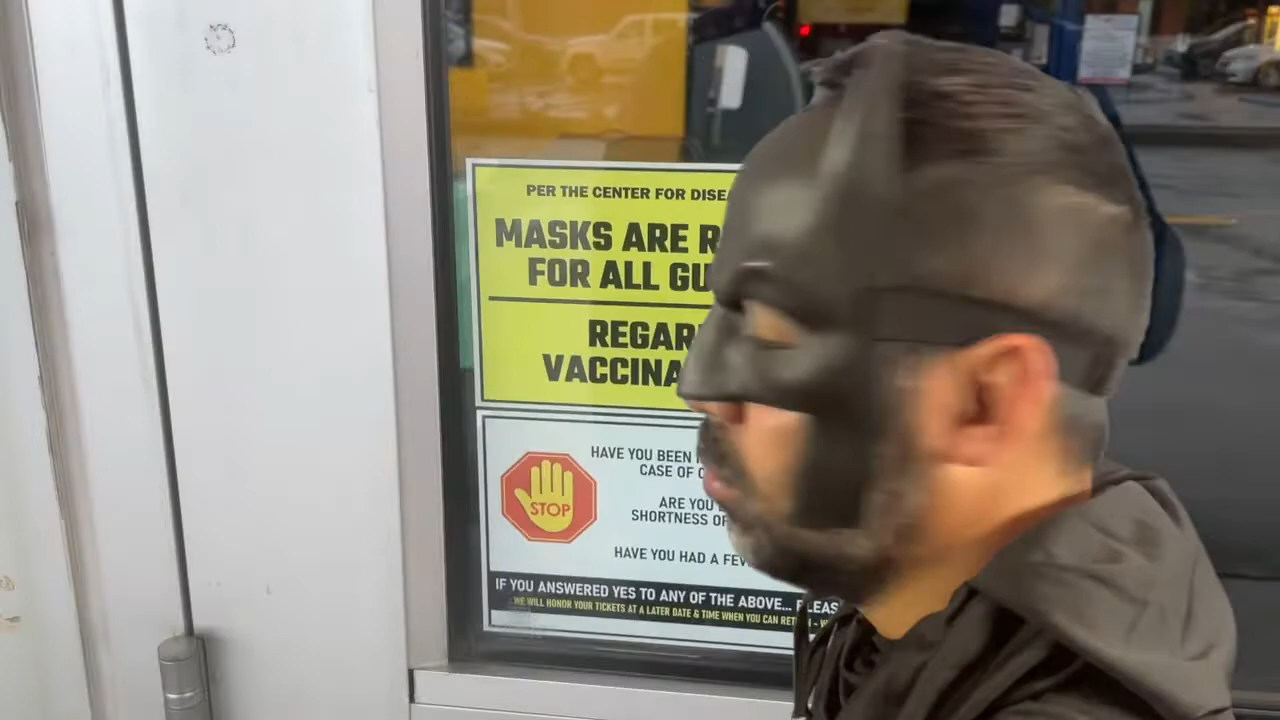 PER THE CENTER FOR DISEA
MASKS ARE R
FOR ALL GU
REGAR
VACCINA
HAVE YOU BEEN
CASE OF
ARE YOU
SHORTNESS OF
HAVE YOU HAD A FEV
STOP
IF YOU ANSWERED YES TO ANY OF THE ABOVE... PLEAS
WE WILL HONOR YOUR TICKETS AT A LATER DATE & TIME WHEN YOU CAN RET